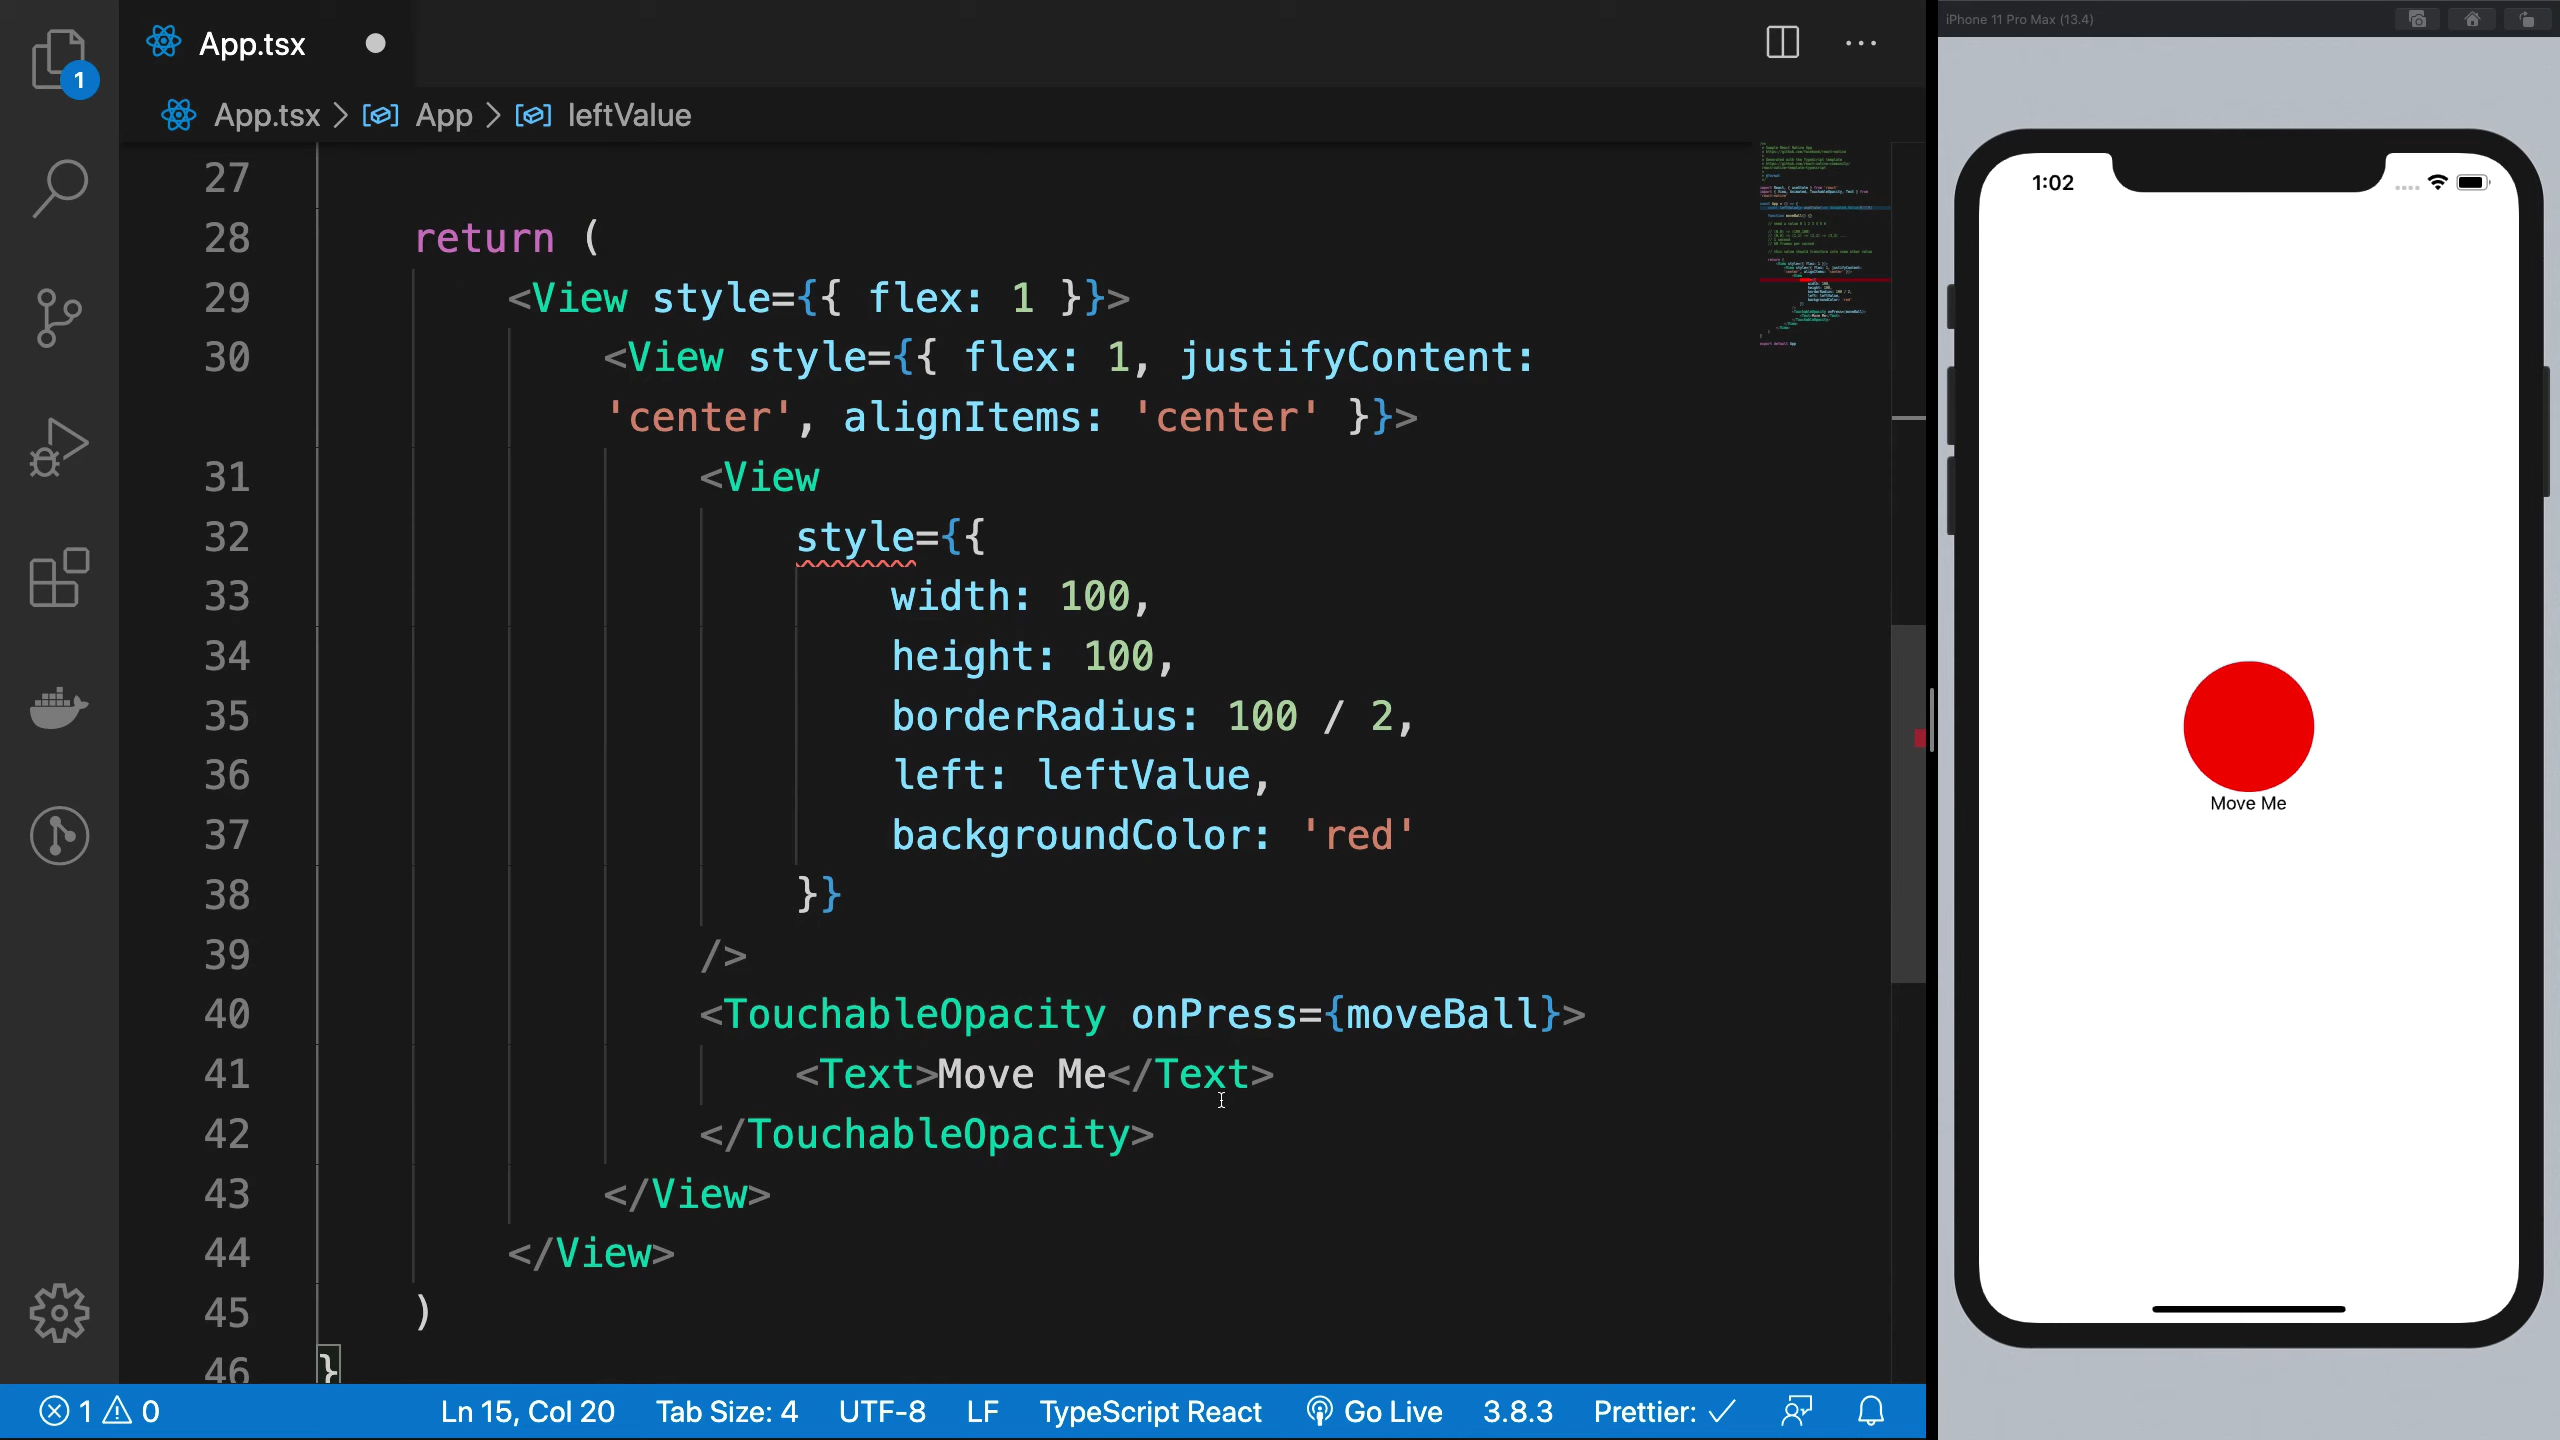 App.tsx
1
App.tsx > App > leftValue
27
28 return (
29 <View style={{ flex: 1 }}>
30 <View style={{ flex: 1, justifyContent:
'center', alignItems: 'center' }}>
31 <View
32 style={{
33 width: 100,
34 height: 100,
35 borderRadius: 100 / 2,
36 left: leftValue,
37 backgroundColor: 'red'
38 }}
39 />
40 <TouchableOpacity onPress={moveBall}>
41 <Text>Move Me</Text>
42 </TouchableOpacity>
43 </View>
44 </View>
45 )
46 }
1 0 Ln 15, Col 20 Tab Size: 4 UTF-8 LF TypeScript React Go Live 3.8.3 Prettier: ✓
iPhone 11 Pro Max (13.4)
1:02
Move Me